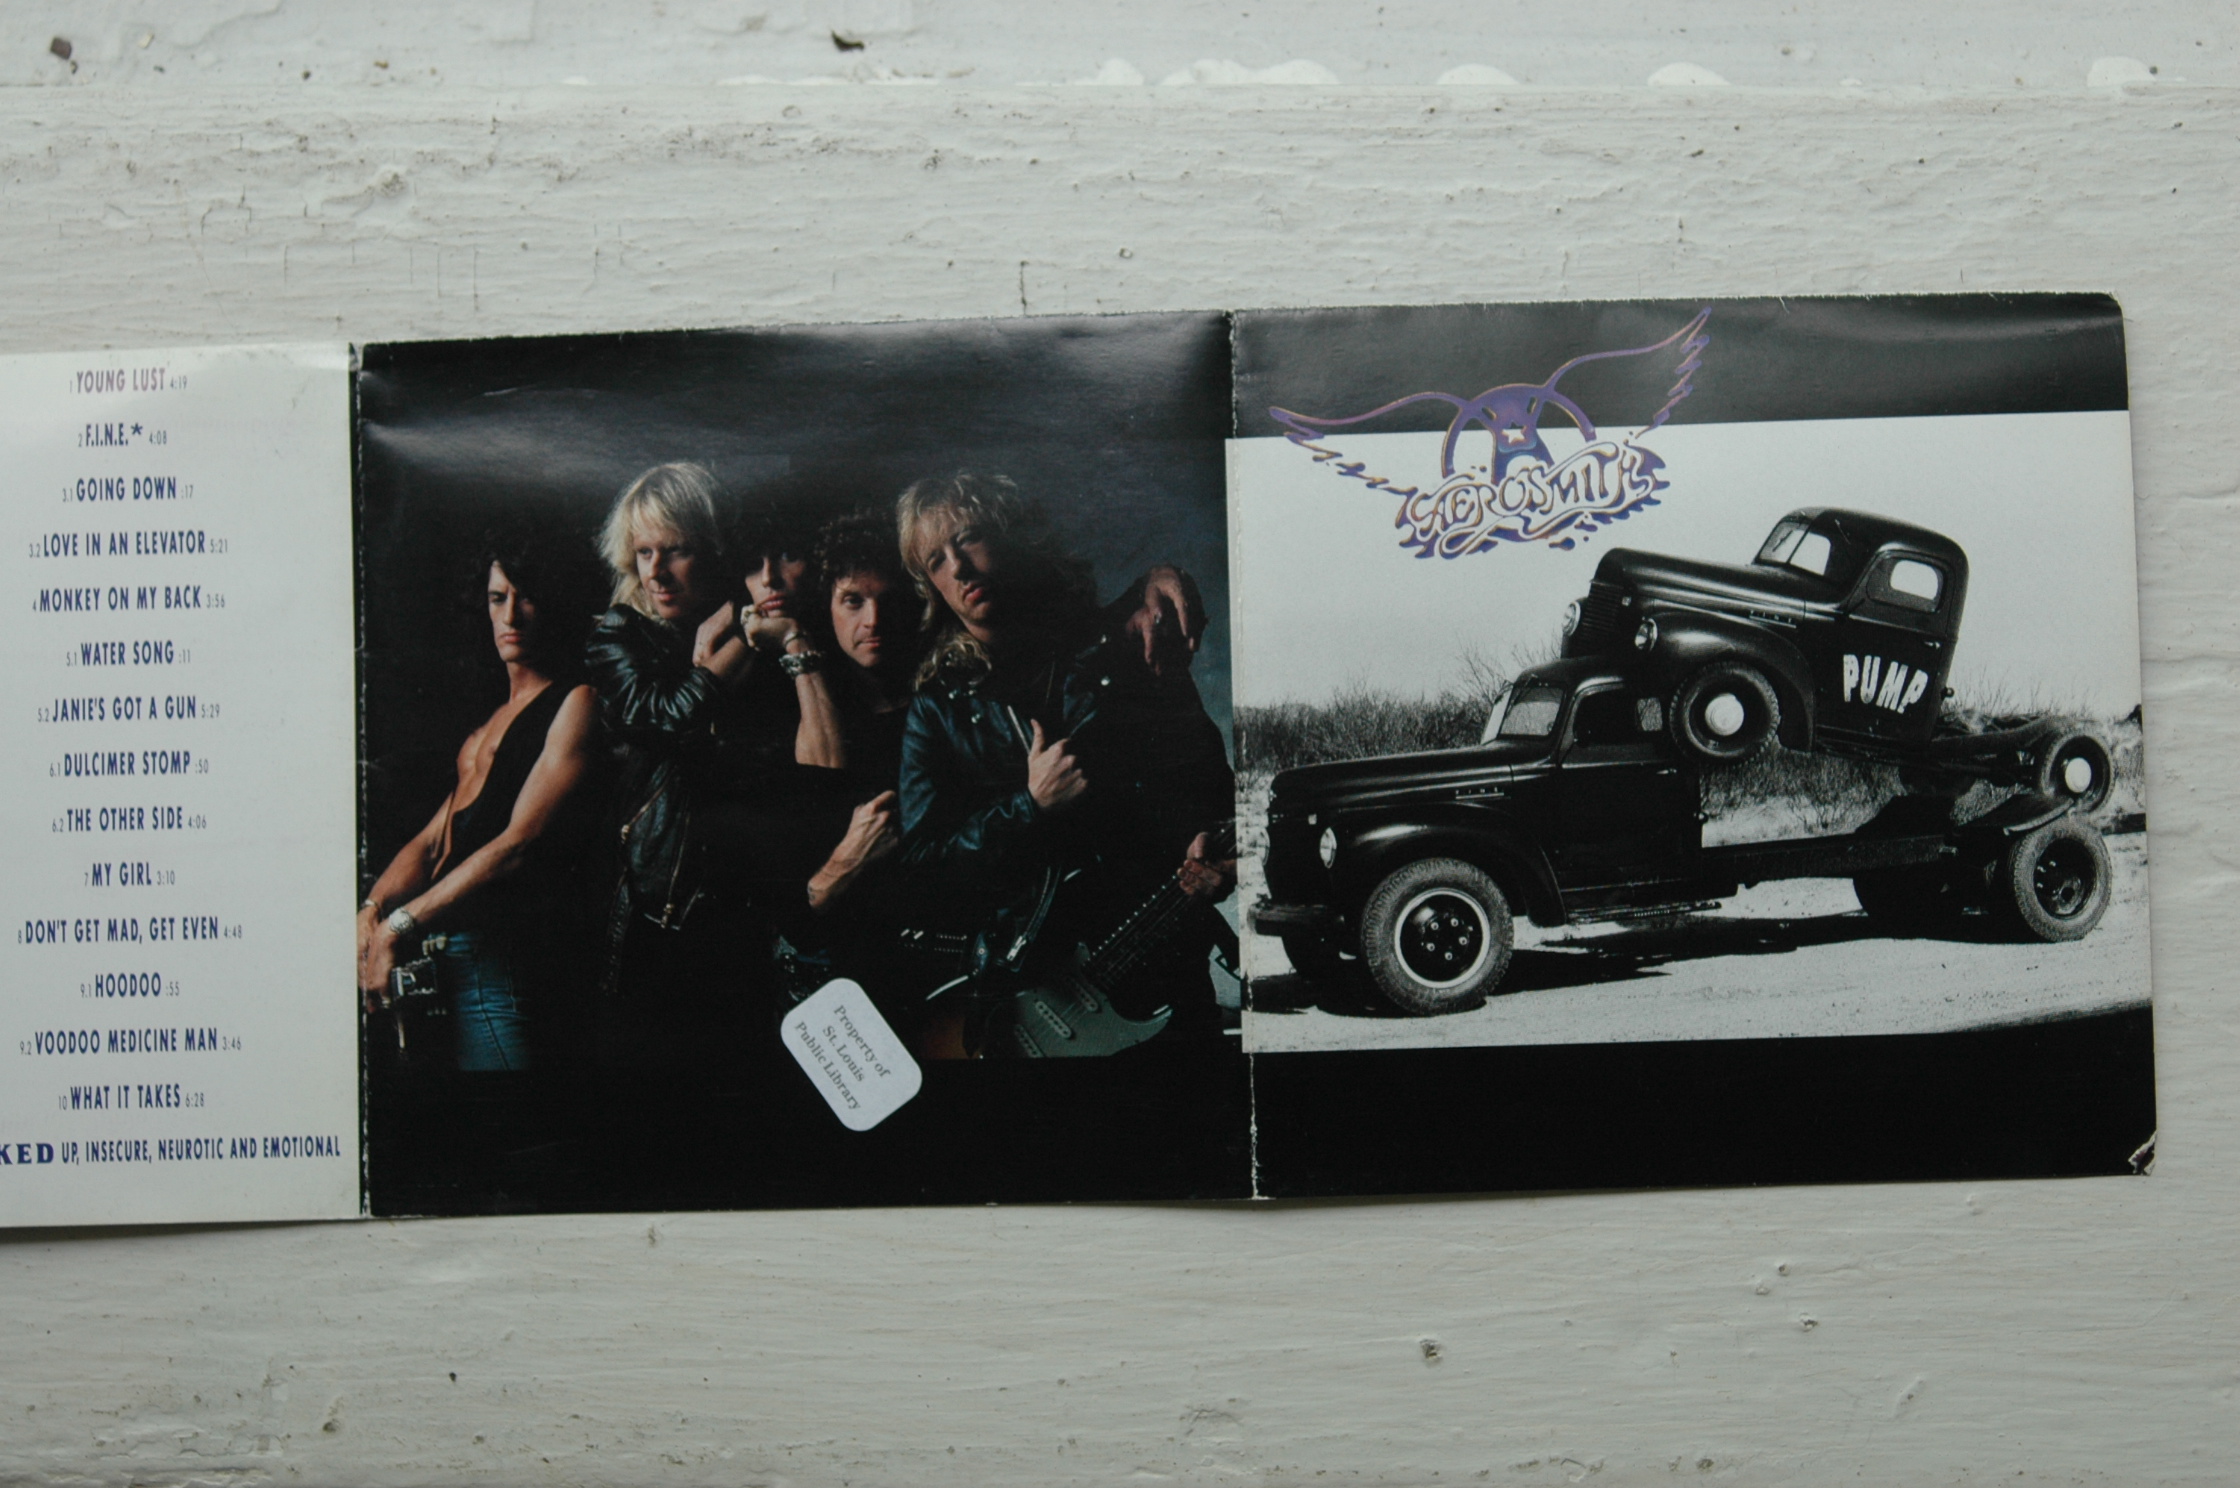 1 YOUNG LUST 4:19
2 F.I.N.E.* 4:08
3.1 GOING DOWN :17
3.2 LOVE IN AN ELEVATOR 5:21
4 MONKEY ON MY BACK 3:56
5.1 WATER SONG :11
5.2 JANIE'S GOT A GUN 5:29
6.1 DULCIMER STOMP :50
6.2 THE OTHER SIDE 4:06
7 MY GIRL 3:10
8 DON'T GET MAD, GET EVEN 4:48
9.1 HOODOO :55
9.2 VOODOO MEDICINE MAN 3:46
10 WHAT IT TAKES 6:28
KED UP, INSECURE, NEUROTIC AND EMOTIONAL
Property of
St. Louis
Public Library
AEROSMITH
PUMP